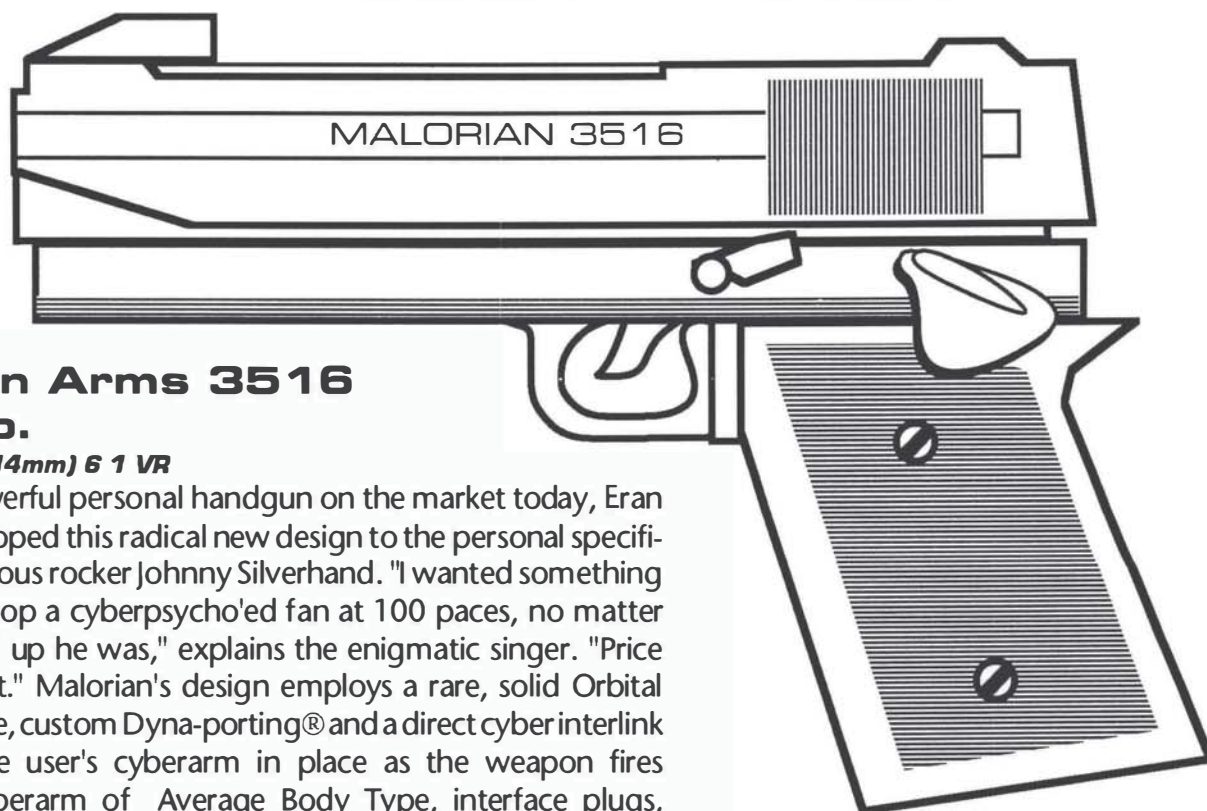 MALORIAN 3516
n Arms 3516
.
14mm) 6 1 VR
werful personal handgun on the market today, Eran
oped this radical new design to the personal specifi-
ous rocker Johnny Silverhand. "I wanted something
op a cyberpsycho'ed fan at 100 paces, no matter
up he was," explains the enigmatic singer. "Price
t." Malorian's design employs a rare, solid Orbital
e, custom Dyna-porting® and a direct cyber interlink
e user's cyberarm in place as the weapon fires
perarm of Average Body Type, interface plugs,